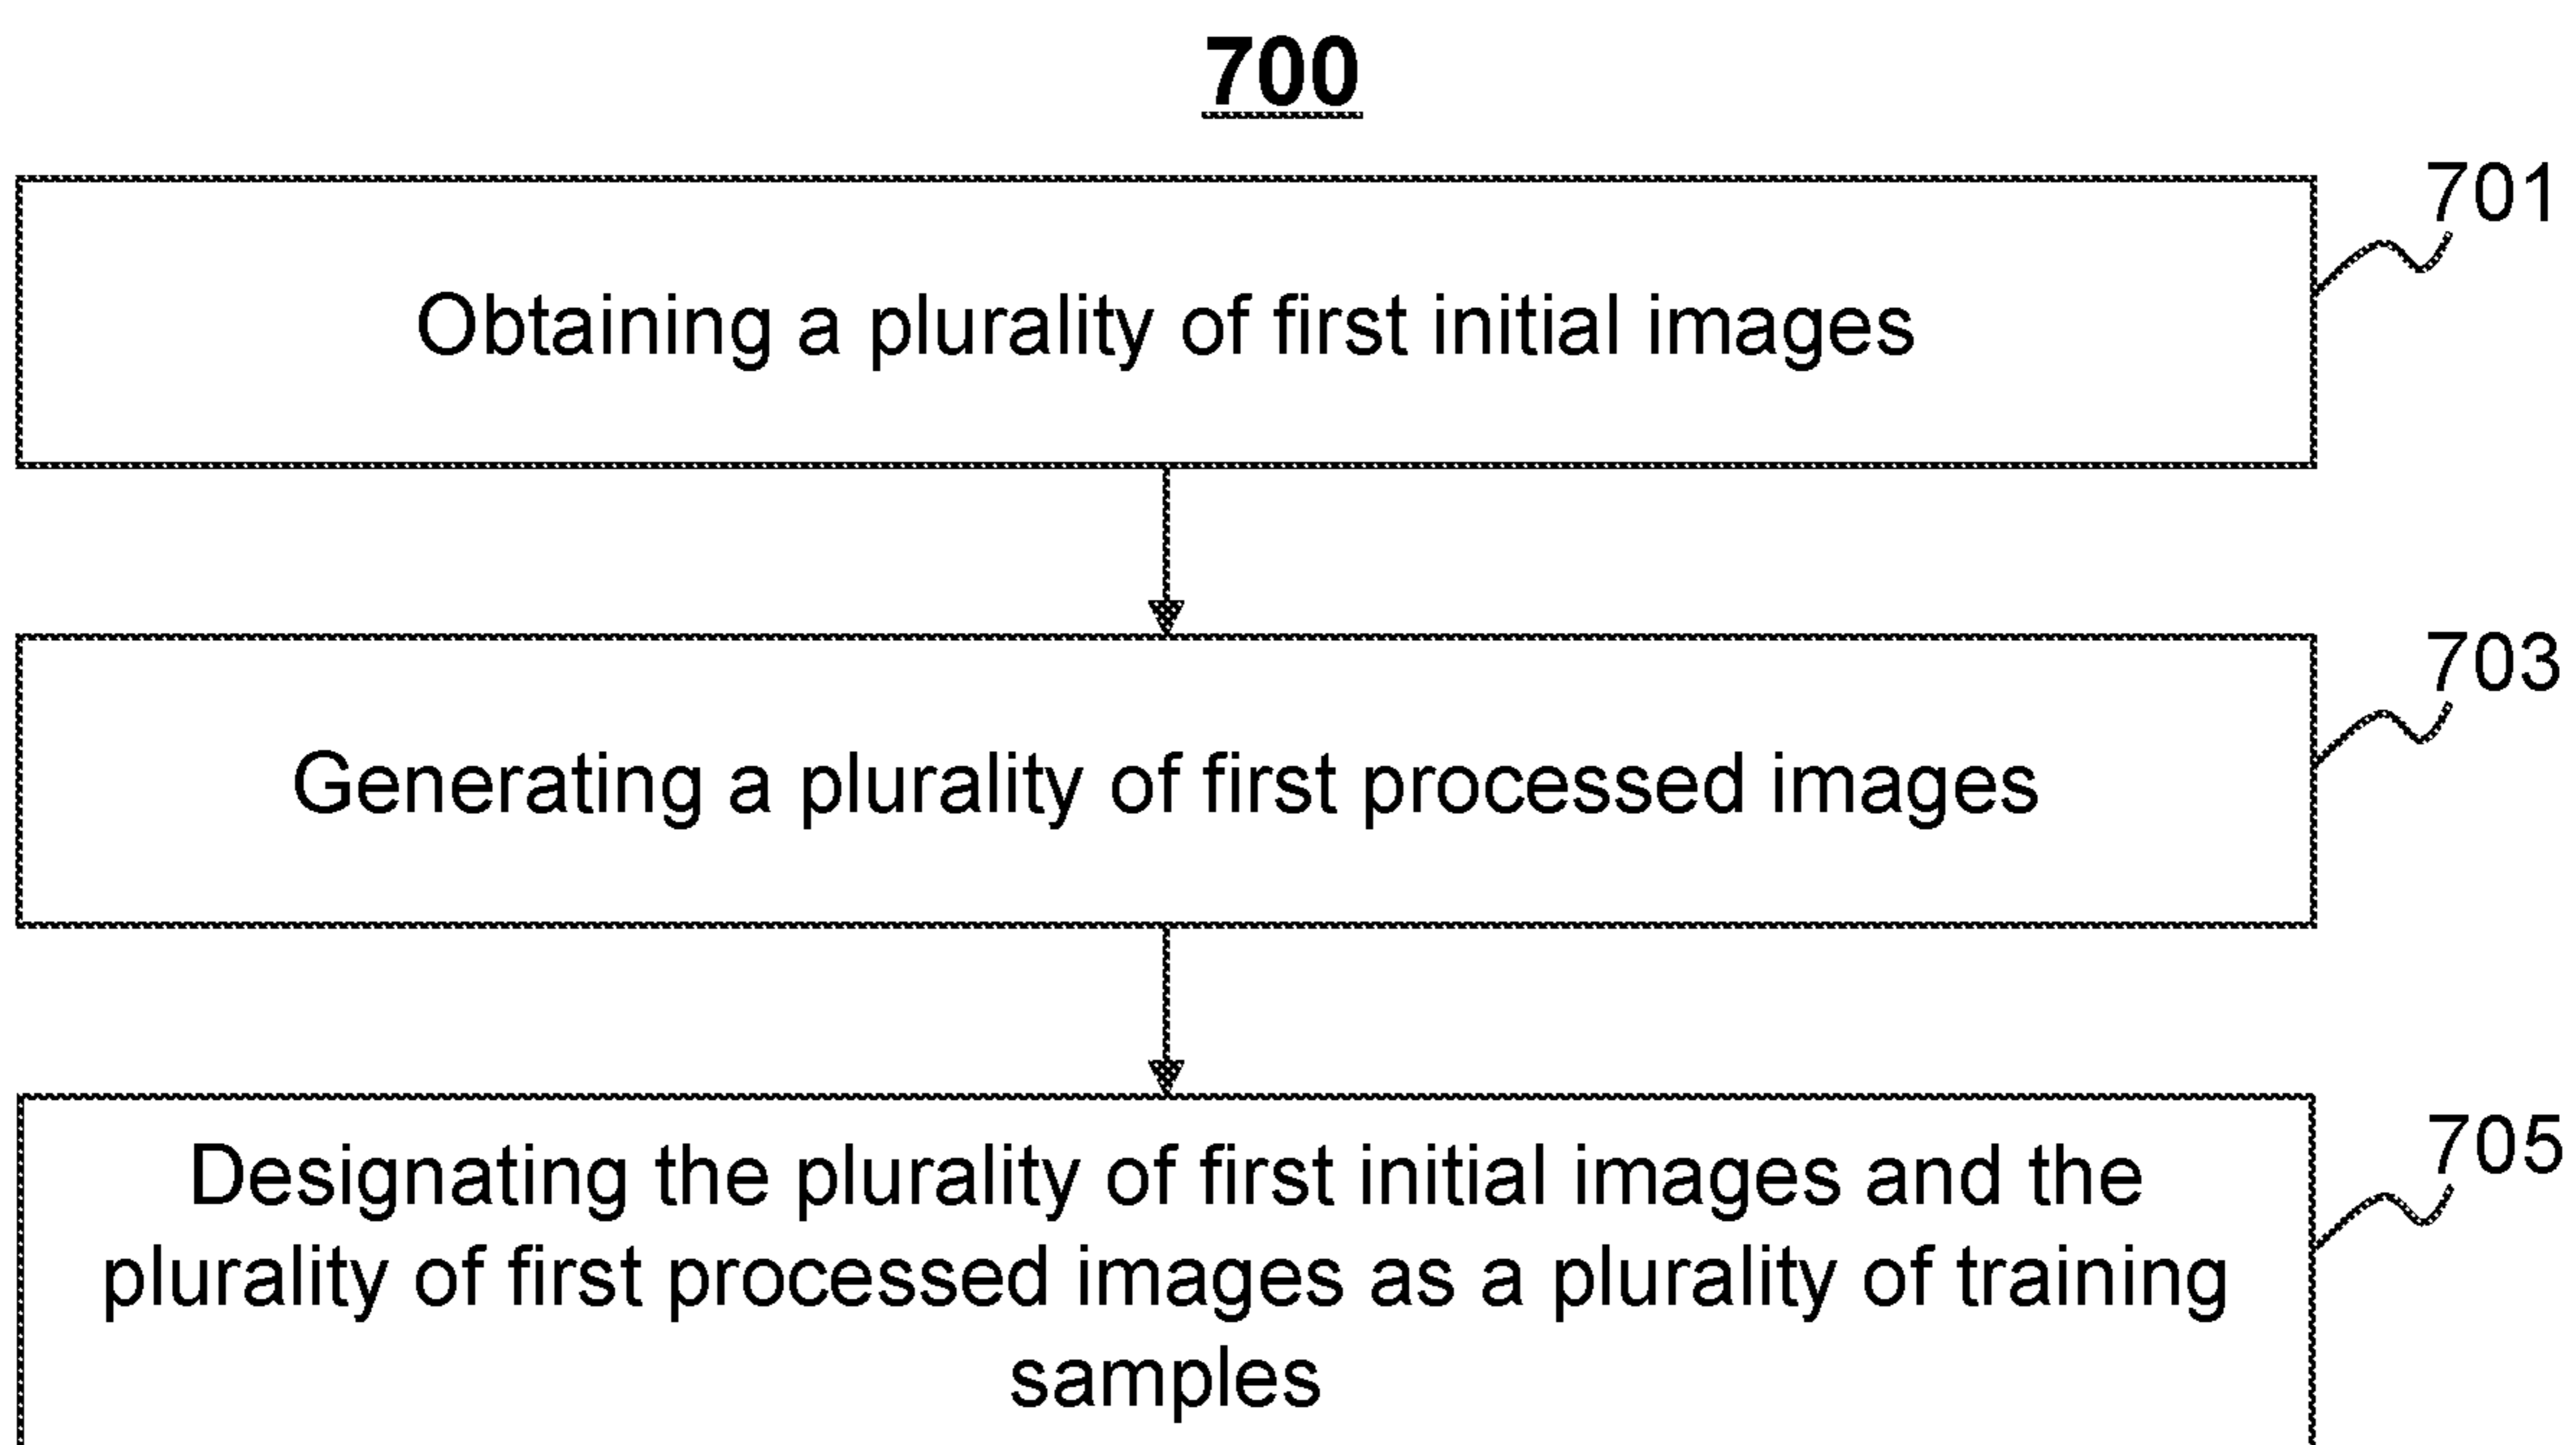 700
701
Obtaining a plurality of first initial images
703
Generating a plurality of first processed images
705
Designating the plurality of first initial images and the
plurality of first processed images as a plurality of training
samples